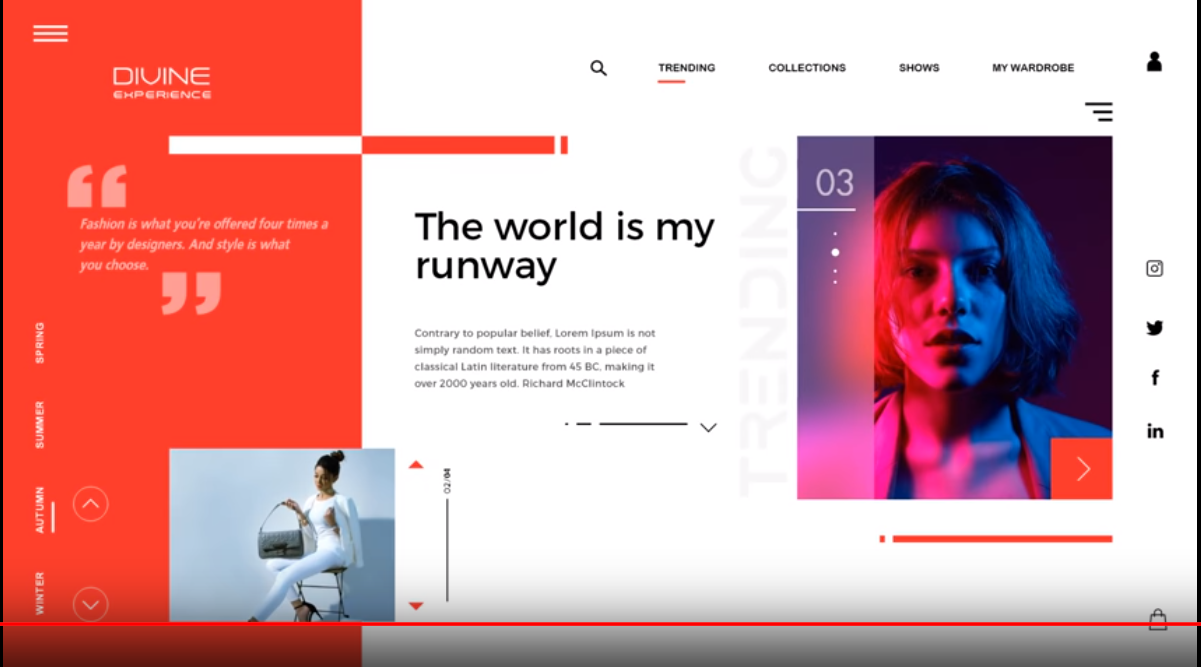 DIVINE
EXPERIENCE
TRENDING
COLLECTIONS
SHOWS
MY WARDROBE
Fashion is what you're offered four times a
year by designers. And style is what
you choose.
SPRING
SUMMER
AUTUMN
WINTER
The world is my
runway
Contrary to popular belief, Lorem Ipsum is not
simply random text. It has roots in a piece of
classical Latin literature from 45 BC, making it
over 2000 years old. Richard McClintock
02/04
TRENDING
03
f
in